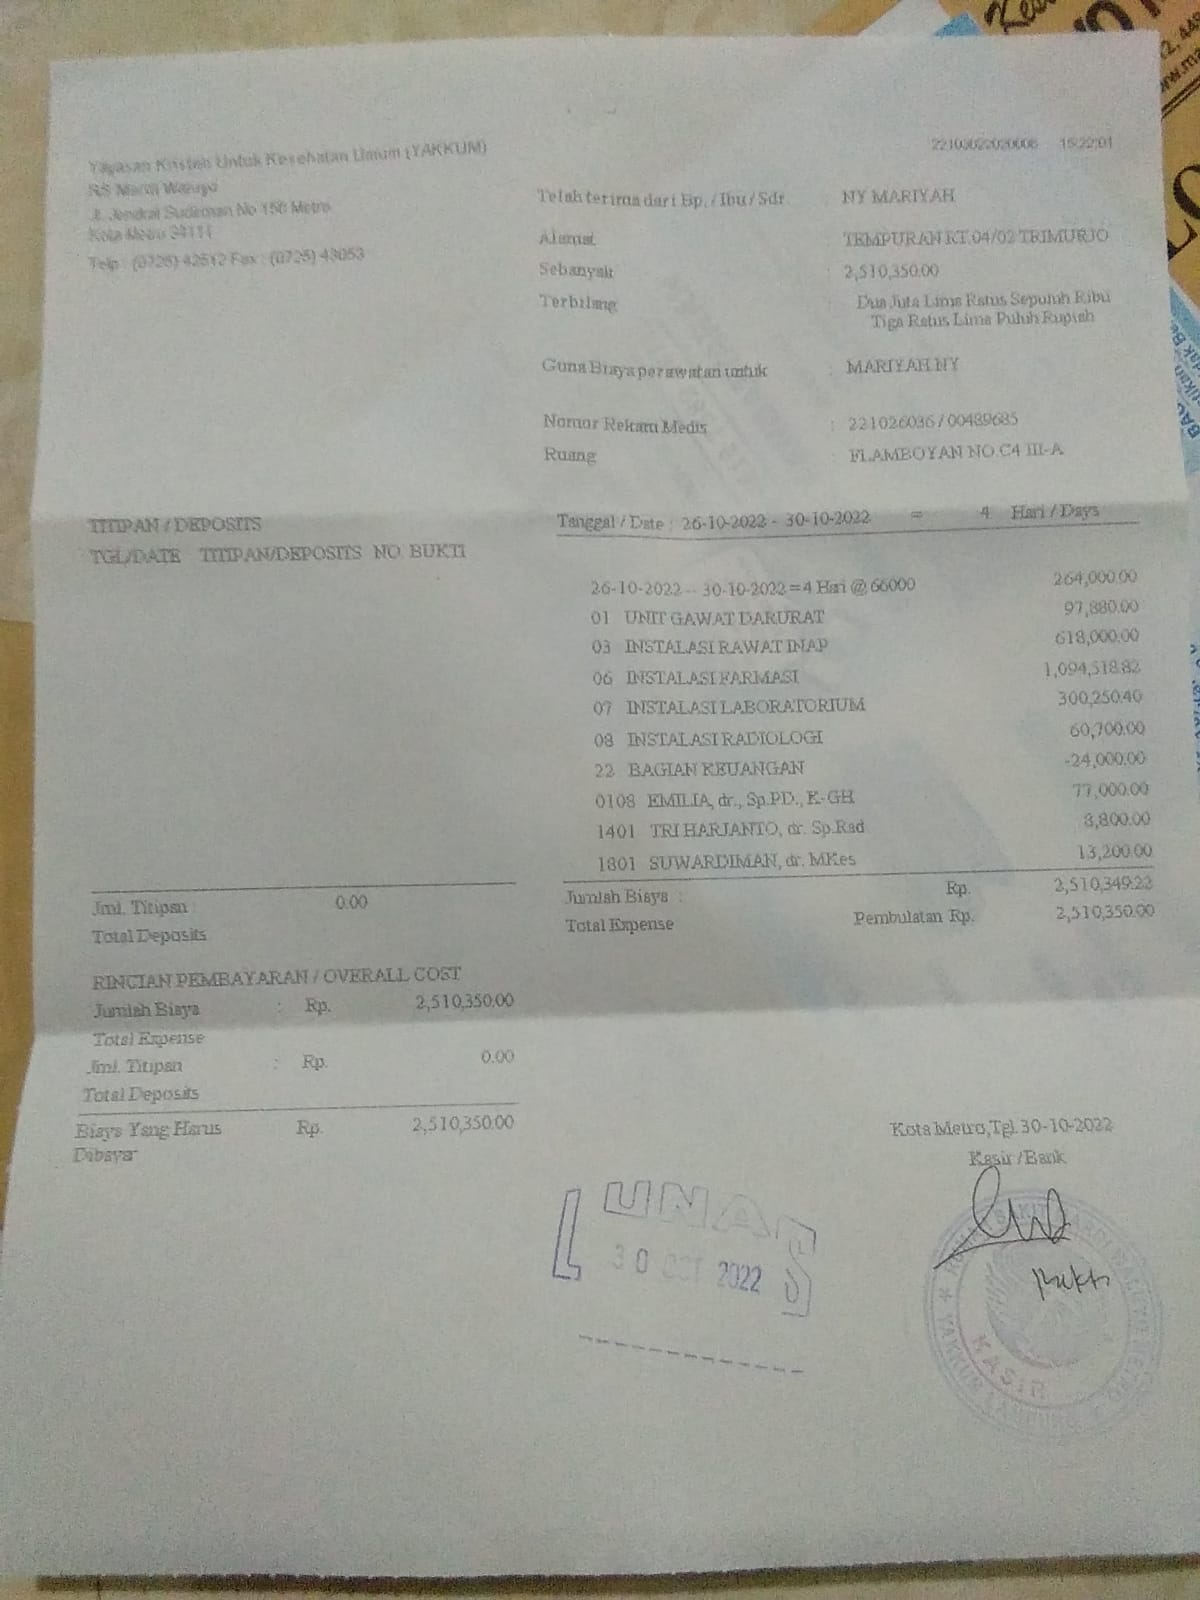 Yayasan Kristen Untuk Kesehatan Umum (YAKKUM)
RS Mardi Waluyo
Jl. Jendral Sudirman No 156 Metro
Kota Metro 34111
Telp : (0725) 42512 Fax : (0725) 43053
22103022020006 15:22:01
Telah terima dari Bp. / Ibu / Sdr : NY MARIYAH
Alamat : TEMPURAN RT.04/02 TRIMURJO
Sebanyak : 2,510,350.00
Terbilang : Dua Juta Lima Ratus Sepuluh Ribu
Tiga Ratus Lima Puluh Rupiah
Guna Biaya perawatan untuk : MARIYAH.NY
Nomor Rekam Medis : 221026036 / 00489685
Ruang : FLAMBOYAN NO.C4 III-A
TITIPAN / DEPOSITS
TGL/DATE TITIPAN/DEPOSITS NO. BUKTI
Tanggal / Date : 26-10-2022 - 30-10-2022 = 4 Hari / Days
26-10-2022 -- 30-10-2022 = 4 Hari @ 66000 264,000.00
01 UNIT GAWAT DARURAT 97,880.00
03 INSTALASI RAWAT INAP 618,000.00
06 INSTALASI FARMASI 1,094,518.82
07 INSTALASI LABORATORIUM 300,250.40
08 INSTALASI RADIOLOGI 60,700.00
22 BAGIAN KEUANGAN -24,000.00
0108 EMILIA, dr., Sp.PD., K-GH 77,000.00
1401 TRI HARJANTO, dr. Sp.Rad 8,800.00
1801 SUWARDIMAN, dr. MKes 13,200.00
Jumlah Biaya : Rp. 2,510,349.22
Total Expense Pembulatan Rp. 2,510,350.00
Jml. Titipan : 0.00
Total Deposits
RINCIAN PEMBAYARAN / OVERALL COST
Jumlah Biaya : Rp. 2,510,350.00
Total Expense
Jml. Titipan : Rp. 0.00
Total Deposits
Biaya Yang Harus Rp. 2,510,350.00
Dibayar
Kota Metro,Tgl. 30-10-2022
Kasir / Bank
LUNAS
30 OCT 2022
KASIR